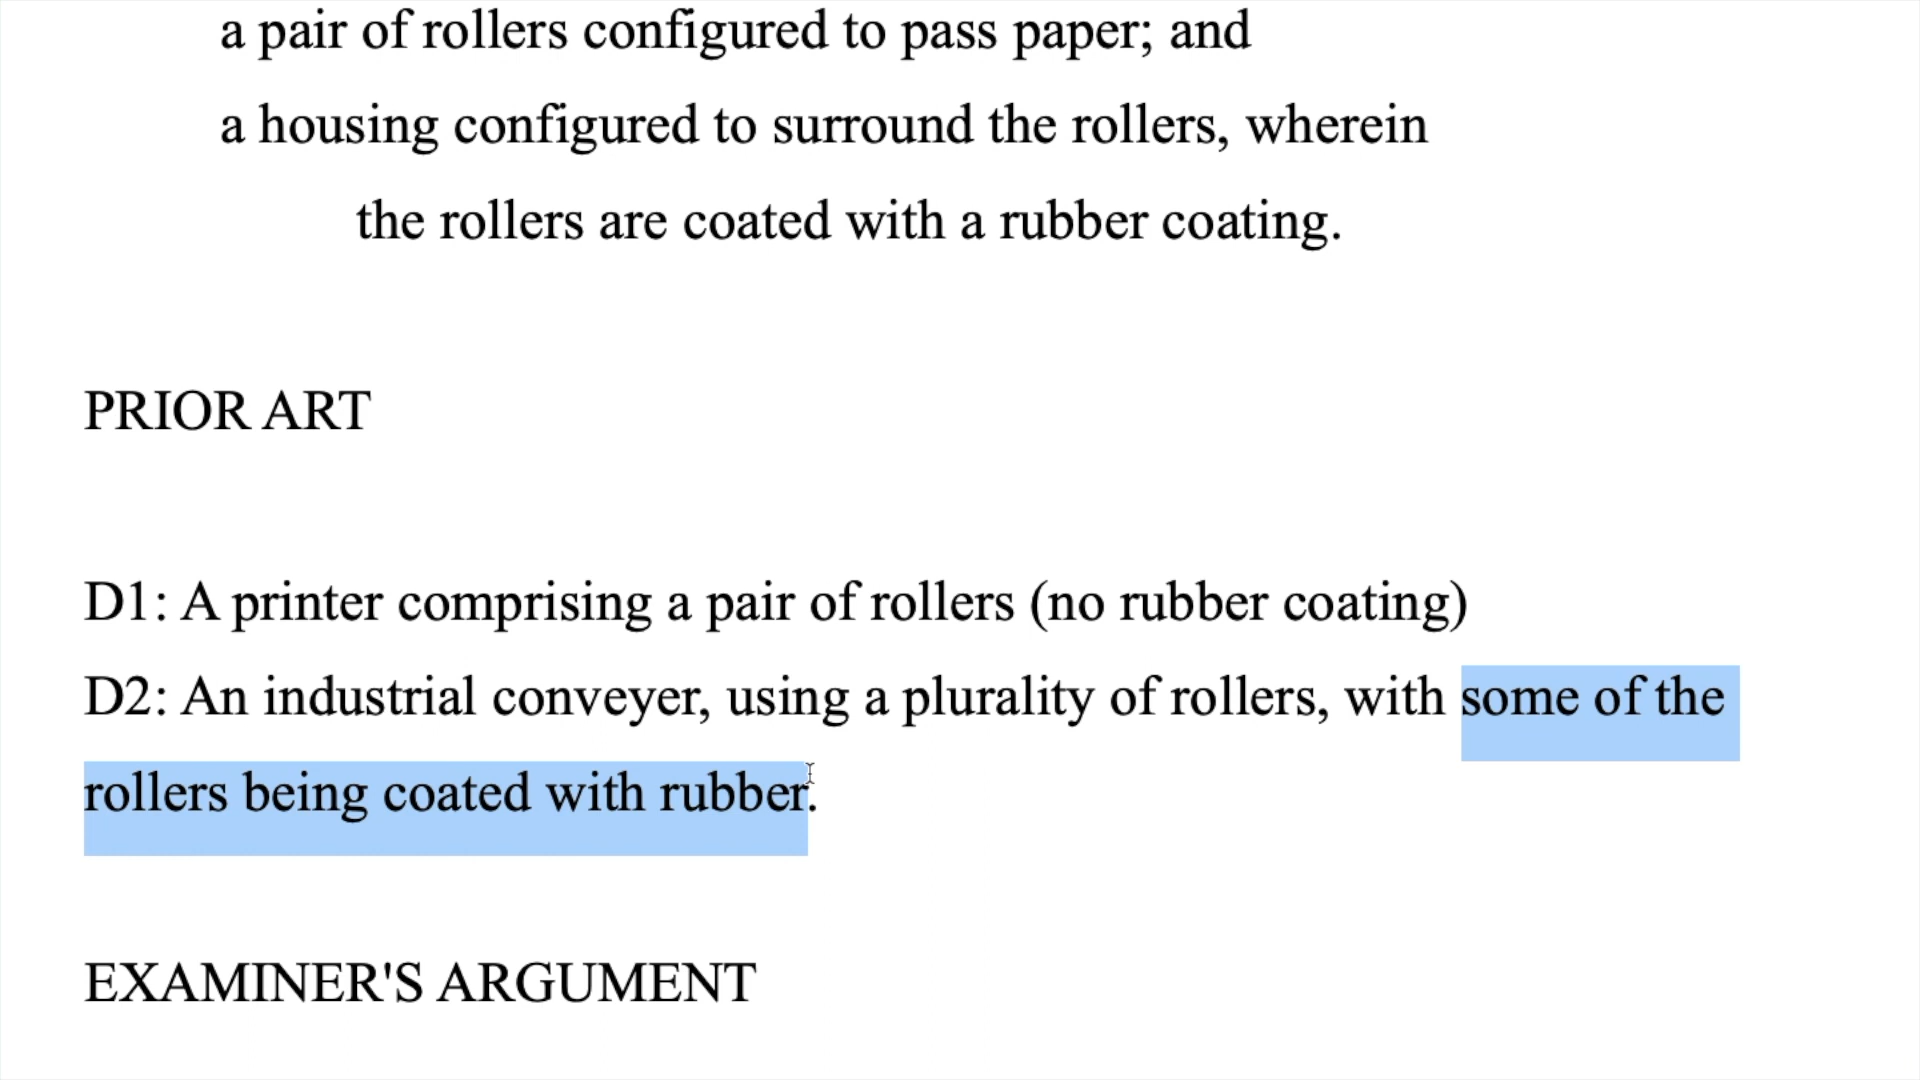 a pair of rollers configured to pass paper; and
a housing configured to surround the rollers, wherein
the rollers are coated with a rubber coating.
PRIOR ART
D1: A printer comprising a pair of rollers (no rubber coating)
D2: An industrial conveyer, using a plurality of rollers, with some of the
rollers being coated with rubber.
EXAMINER'S ARGUMENT